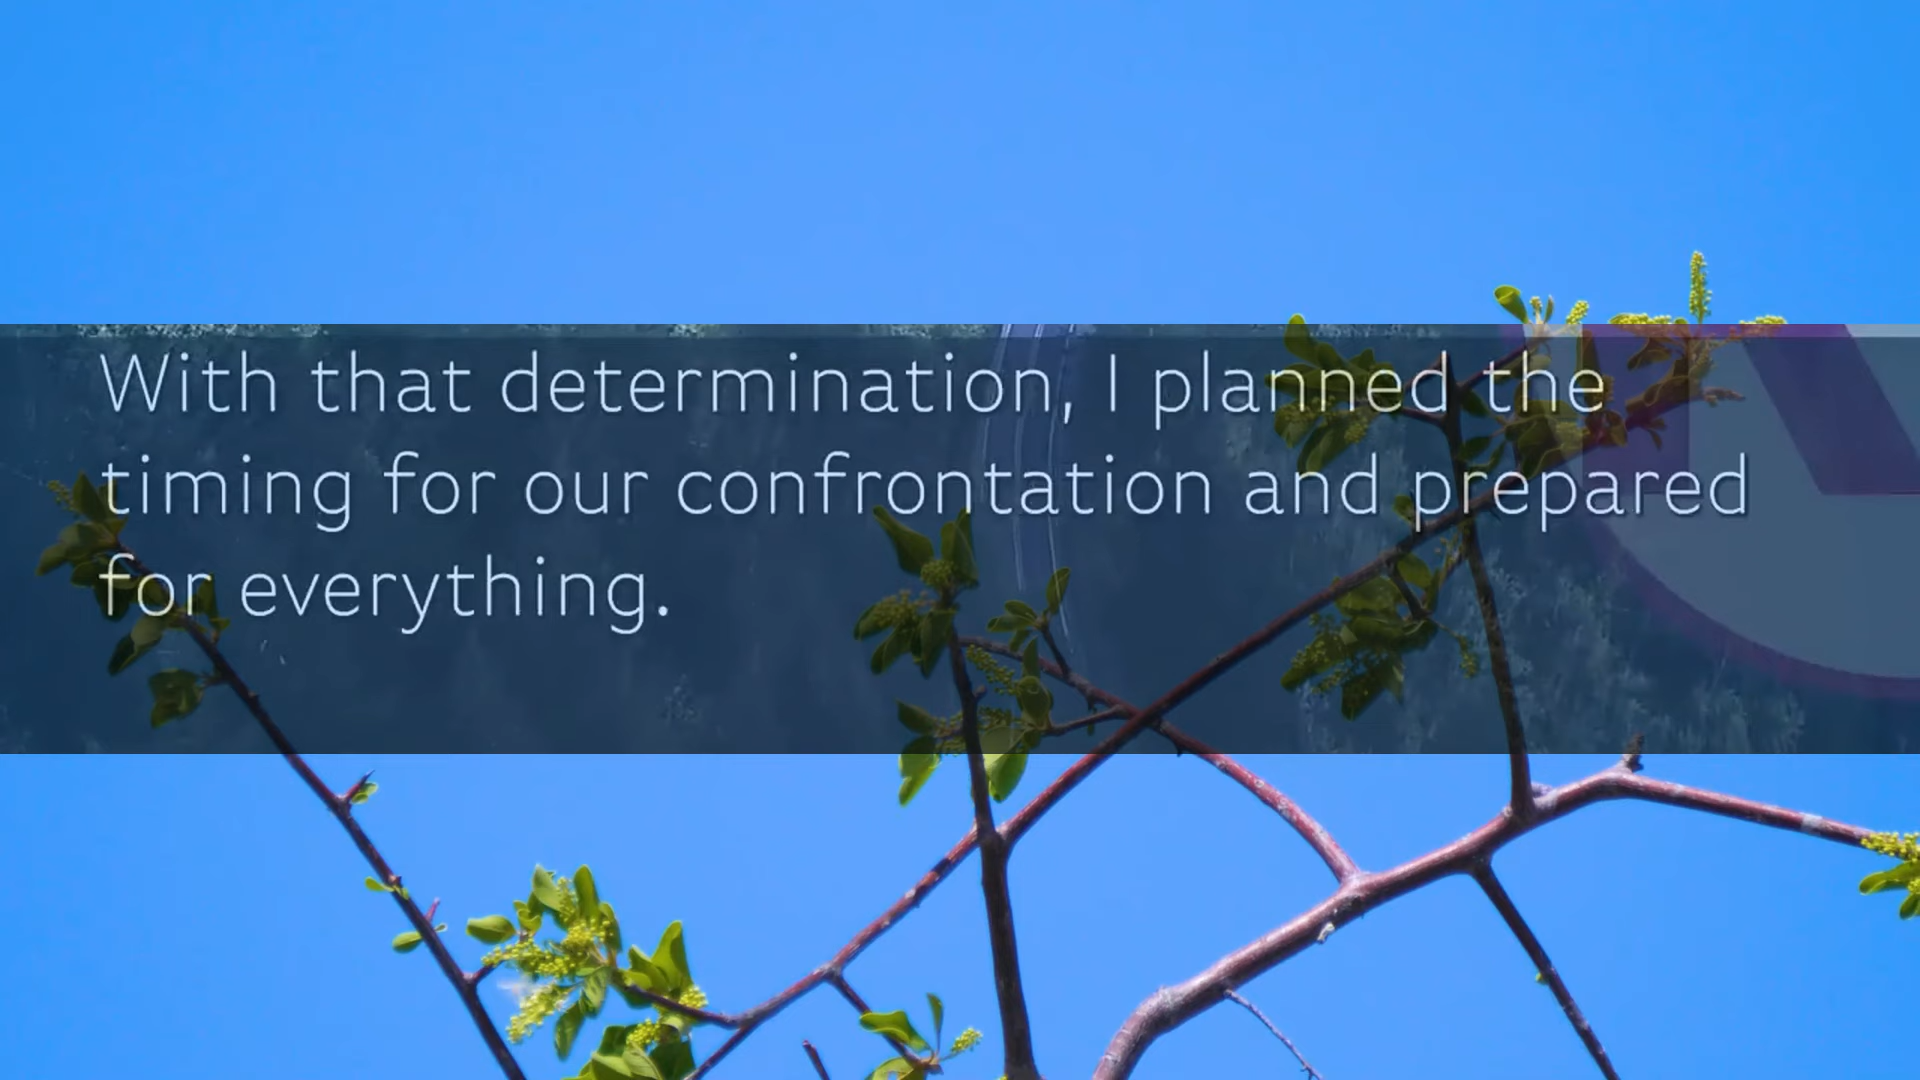 With that determination, I planned the
timing for our confrontation and prepared
for everything.